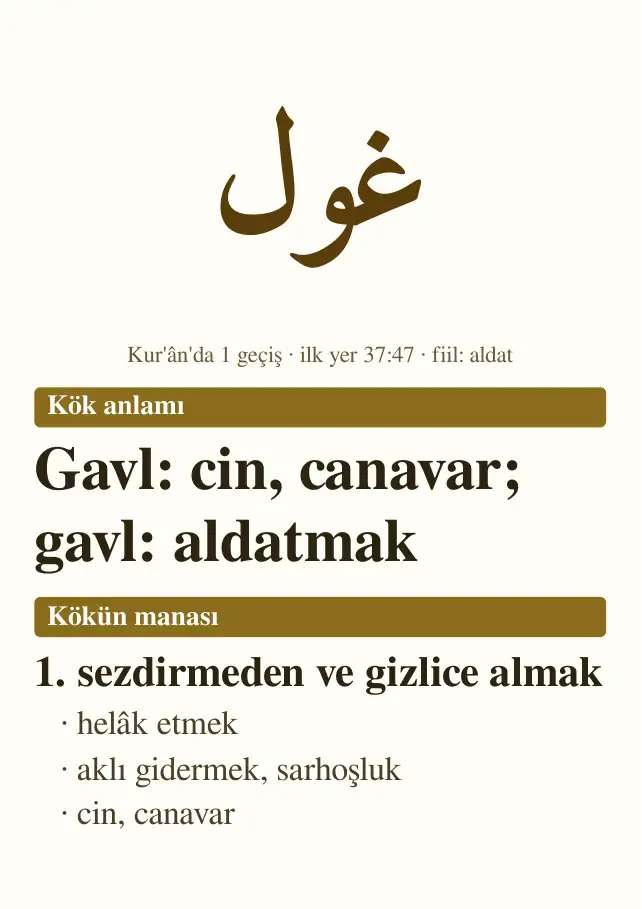 غول
Kur'ân'da 1 geçiş · ilk yer 37:47 · fiil: aldat
Kök anlamı
Gavl: cin, canavar;
gavl: aldatmak
Kökün manası
1. sezdirmeden ve gizlice almak
· helâk etmek
· aklı gidermek, sarhoşluk
· cin, canavar